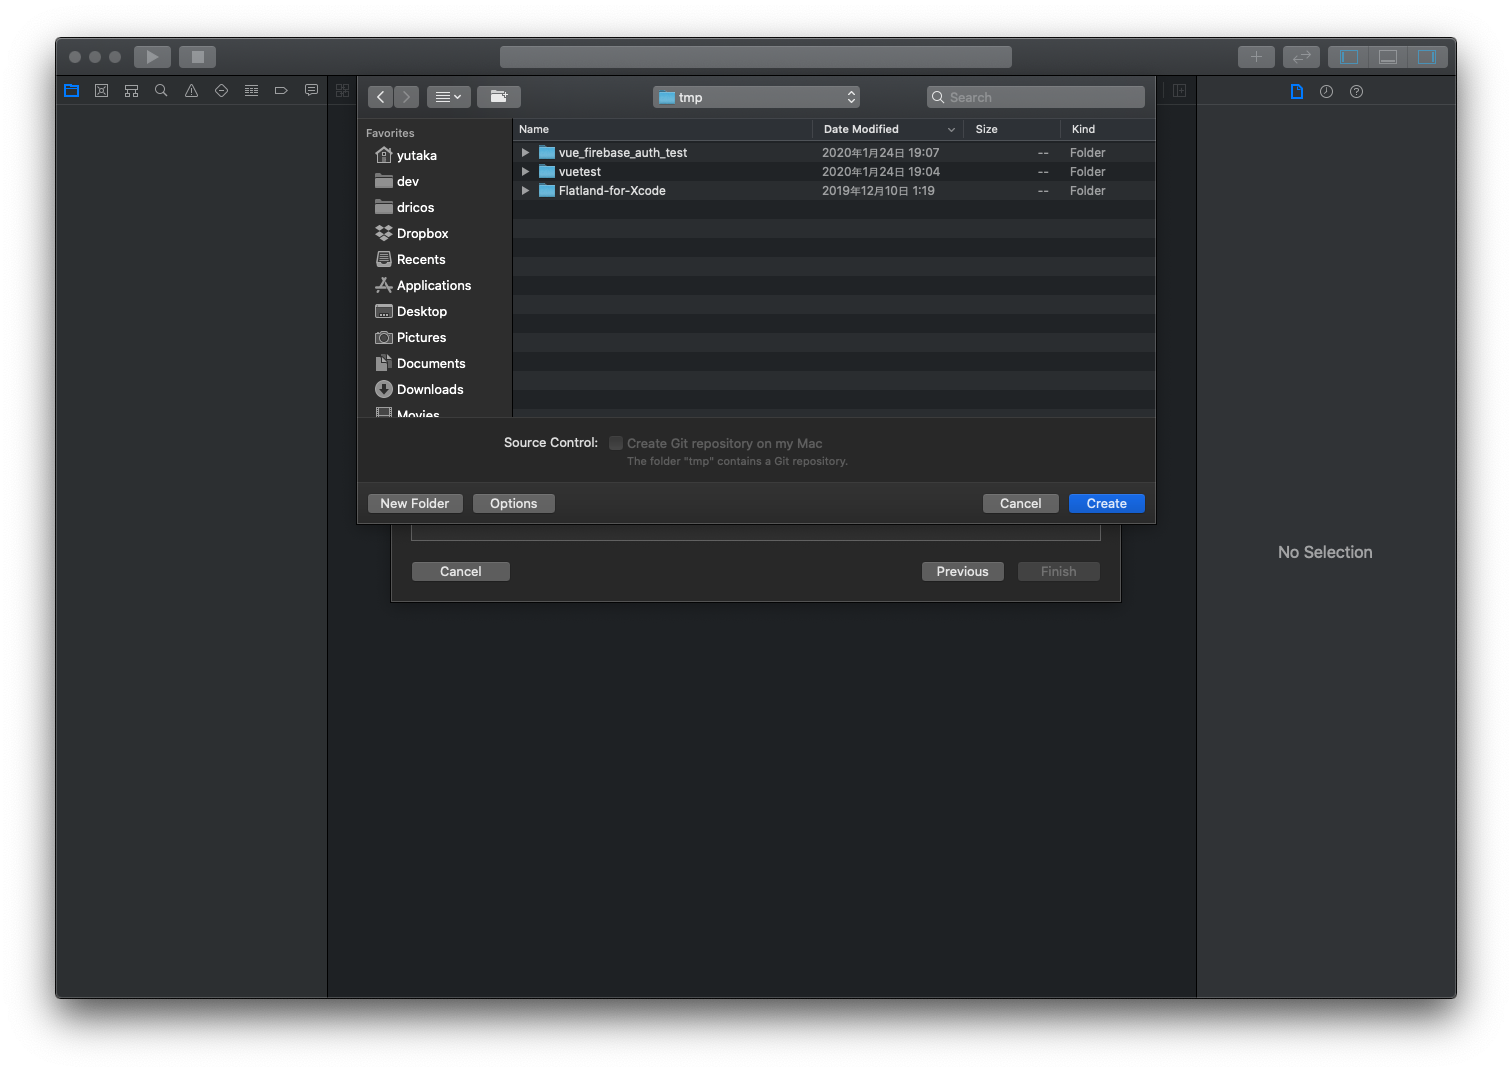 tmp
Search
Favorites
yutaka
dev
dricos
Dropbox
Recents
Applications
Desktop
Pictures
Documents
Downloads
Movies
Name Date Modified Size Kind
vue_firebase_auth_test 2020年1月24日 19:07 -- Folder
vuetest 2020年1月24日 19:04 -- Folder
Flatland-for-Xcode 2019年12月10日 1:19 -- Folder
Source Control: Create Git repository on my Mac
The folder "tmp" contains a Git repository.
New Folder Options Cancel Create
Cancel Previous Finish
No Selection